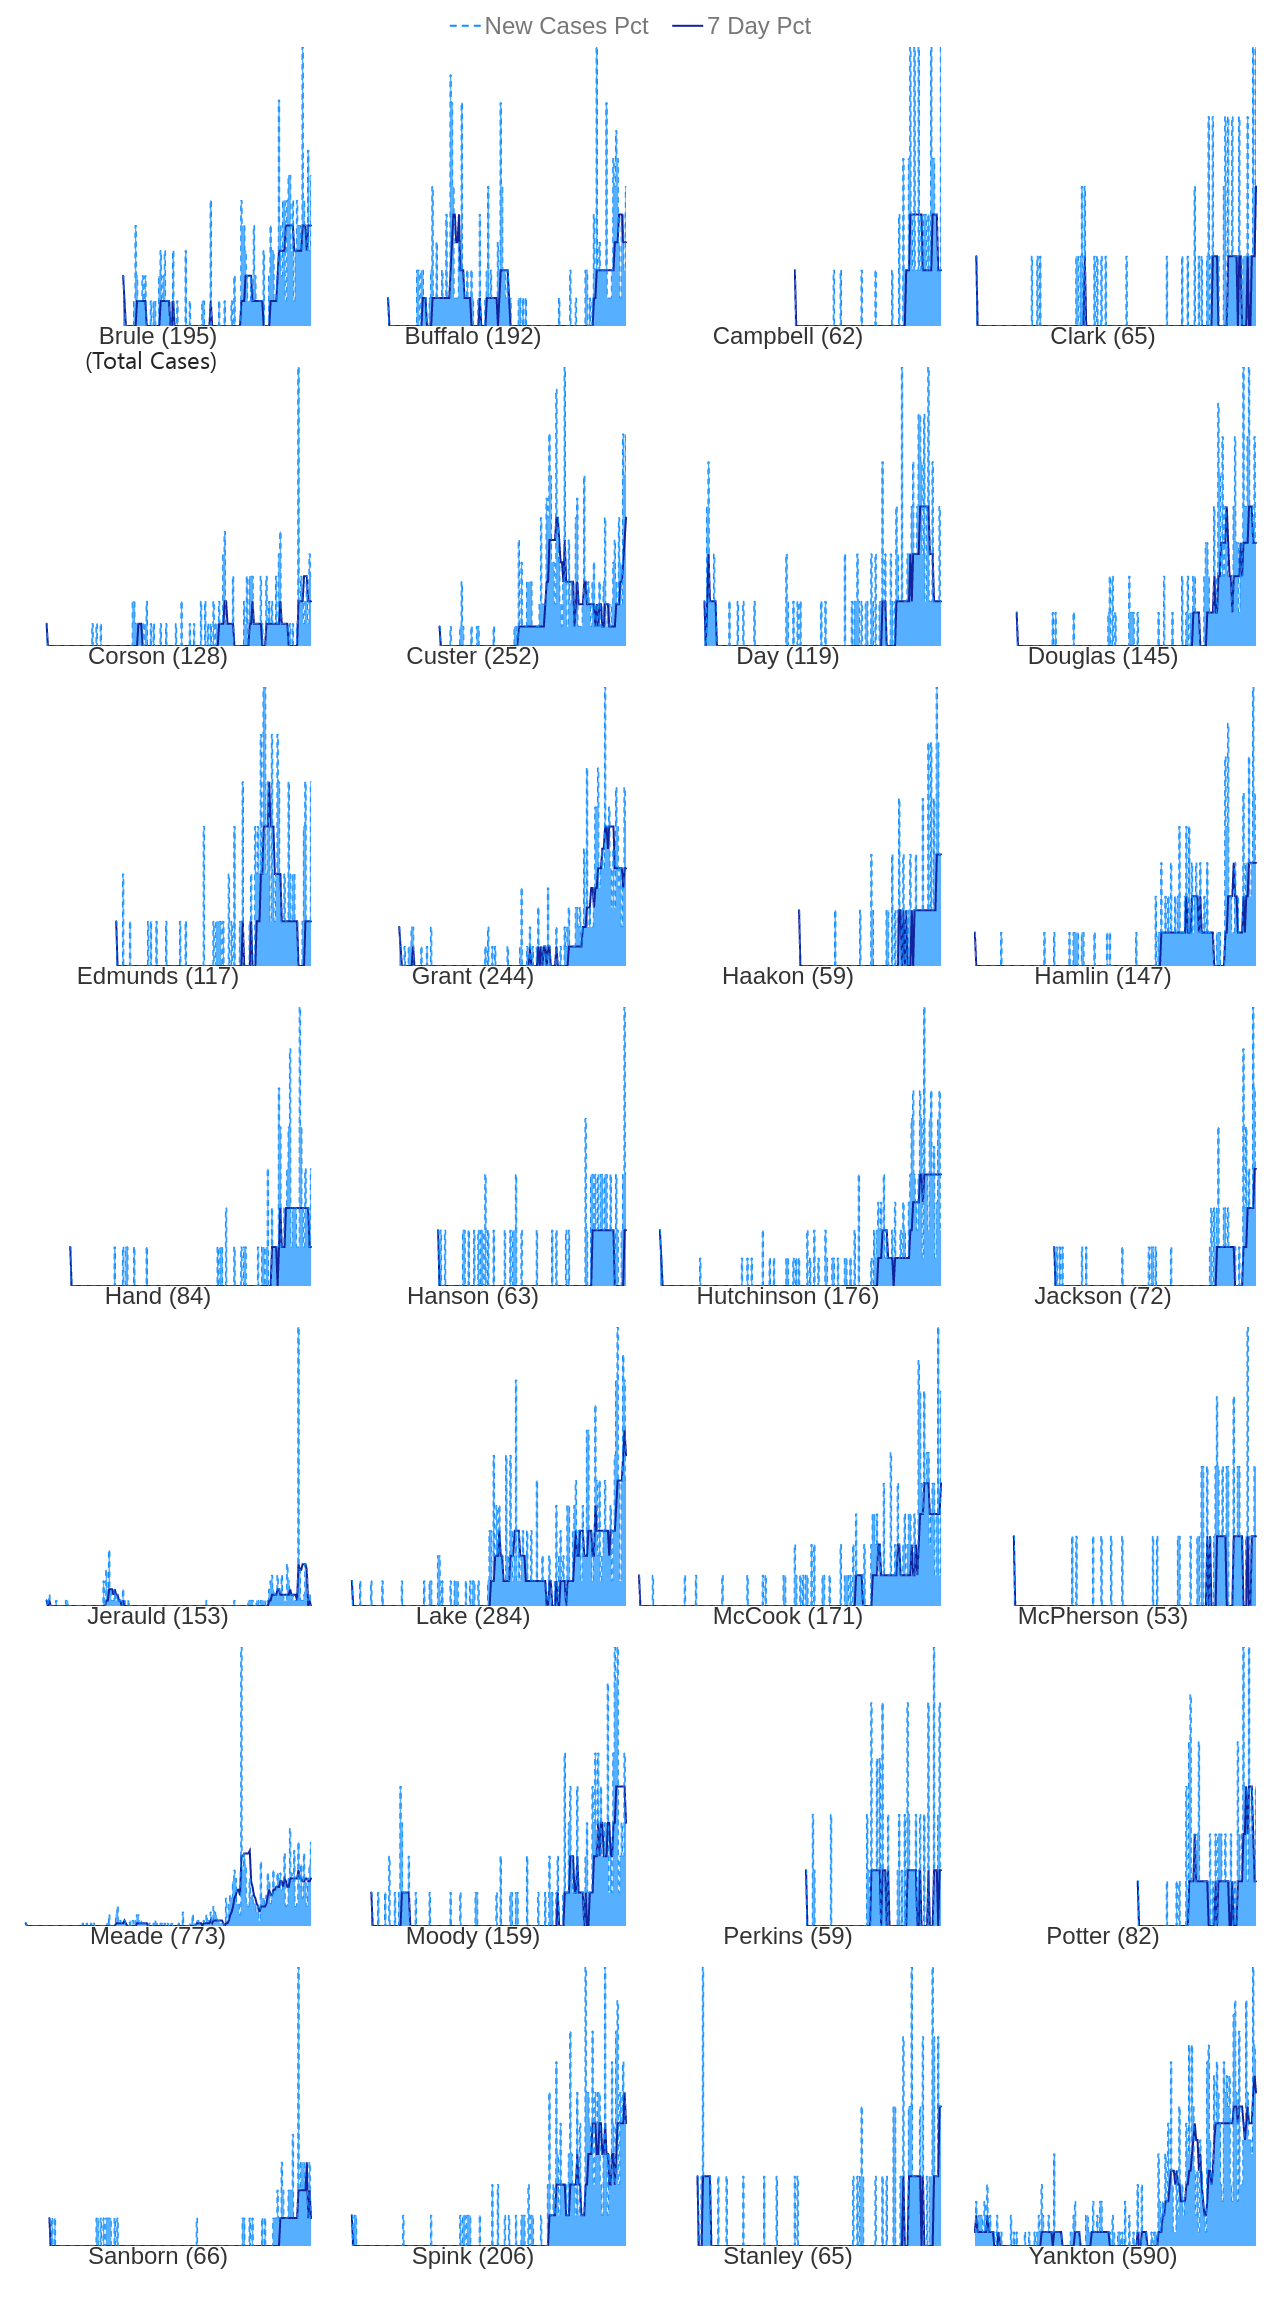 New Cases Pct 7 Day Pct
Brule (195) Buffalo (192) Campbell (62) Clark (65)
(Total Cases)
Corson (128) Custer (252) Day (119) Douglas (145)
Edmunds (117) Grant (244) Haakon (59) Hamlin (147)
Hand (84) Hanson (63) Hutchinson (176) Jackson (72)
Jerauld (153) Lake (284) McCook (171) McPherson (53)
Meade (773) Moody (159) Perkins (59) Potter (82)
Sanborn (66) Spink (206) Stanley (65) Yankton (590)